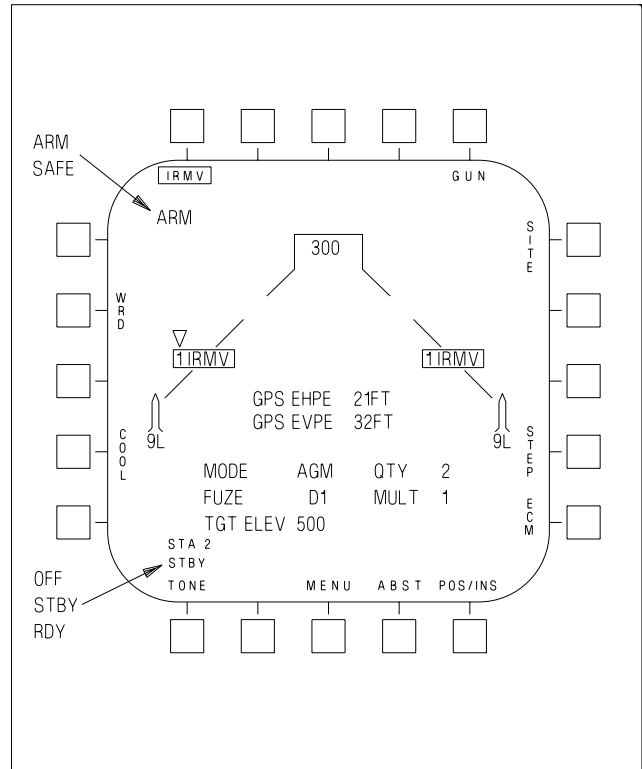 ARM
SAFE
IRMV
GUN
ARM
SITE
300
WRD
1 IRMV
1 IRMV
GPS EHPE 21FT
GPS EVPE 32FT
9L
9L
COOL
STEP
MODE AGM QTY 2
FUZE D1 MULT 1
ECM
TGT ELEV 500
STA 2
STBY
OFF
STBY
RDY
TONE MENU ABST POS/INS